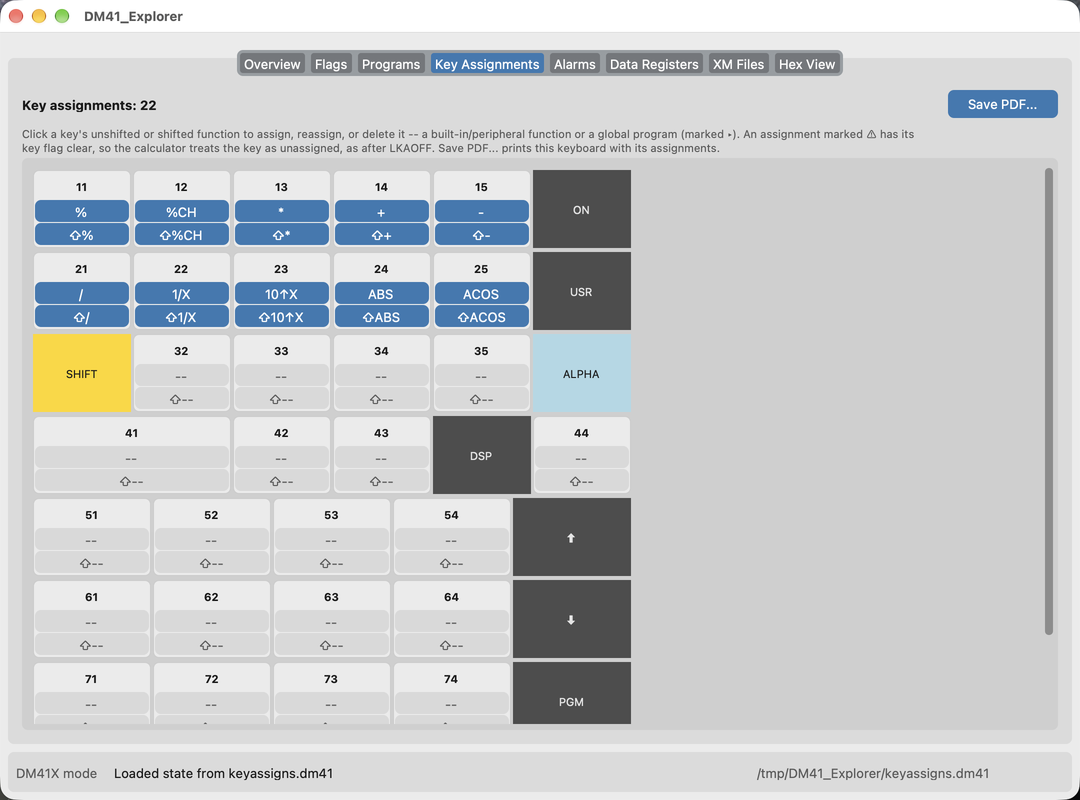 DM41_Explorer
Overview Flags Programs Key Assignments Alarms Data Registers XM Files Hex View
Key assignments: 22
Save PDF...
Click a key's unshifted or shifted function to assign, reassign, or delete it -- a built-in/peripheral function or a global program (marked ‣). An assignment marked ⚠ has its
key flag clear, so the calculator treats the key as unassigned, as after LKAOFF. Save PDF... prints this keyboard with its assignments.
11 12 13 14 15 ON
% %CH * + -
⇧% ⇧%CH ⇧* ⇧+ ⇧-
21 22 23 24 25 USR
/ 1/X 10↑X ABS ACOS
⇧/ ⇧1/X ⇧10↑X ⇧ABS ⇧ACOS
SHIFT 32 33 34 35 ALPHA
-- -- -- --
⇧-- ⇧-- ⇧-- ⇧--
41 42 43 DSP 44
-- -- -- --
⇧-- ⇧-- ⇧-- ⇧--
51 52 53 54 ⬆
-- -- -- --
⇧-- ⇧-- ⇧-- ⇧--
61 62 63 64 ⬇
-- -- -- --
⇧-- ⇧-- ⇧-- ⇧--
71 72 73 74 PGM
-- -- -- --
DM41X mode Loaded state from keyassigns.dm41 /tmp/DM41_Explorer/keyassigns.dm41